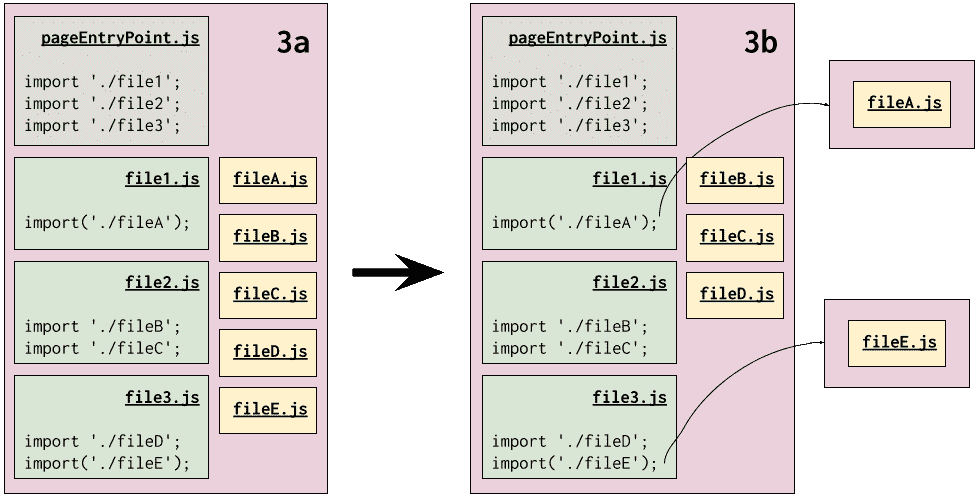 3a
pageEntryPoint.js
import './file1';
import './file2';
import './file3';
file1.js
import('./fileA');
file2.js
import './fileB';
import './fileC';
file3.js
import './fileD';
import('./fileE');
fileA.js
fileB.js
fileC.js
fileD.js
fileE.js
3b
pageEntryPoint.js
import './file1';
import './file2';
import './file3';
file1.js
import('./fileA');
file2.js
import './fileB';
import './fileC';
file3.js
import './fileD';
import('./fileE');
fileB.js
fileC.js
fileD.js
fileA.js
fileE.js